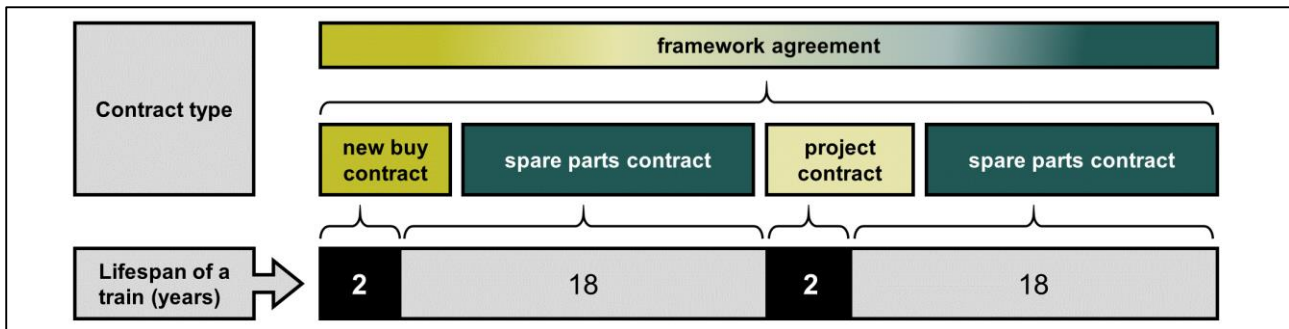 framework agreement
Contract type
new buy
contract
spare parts contract
project
contract
spare parts contract
Lifespan of a
train (years)
2
18
2
18